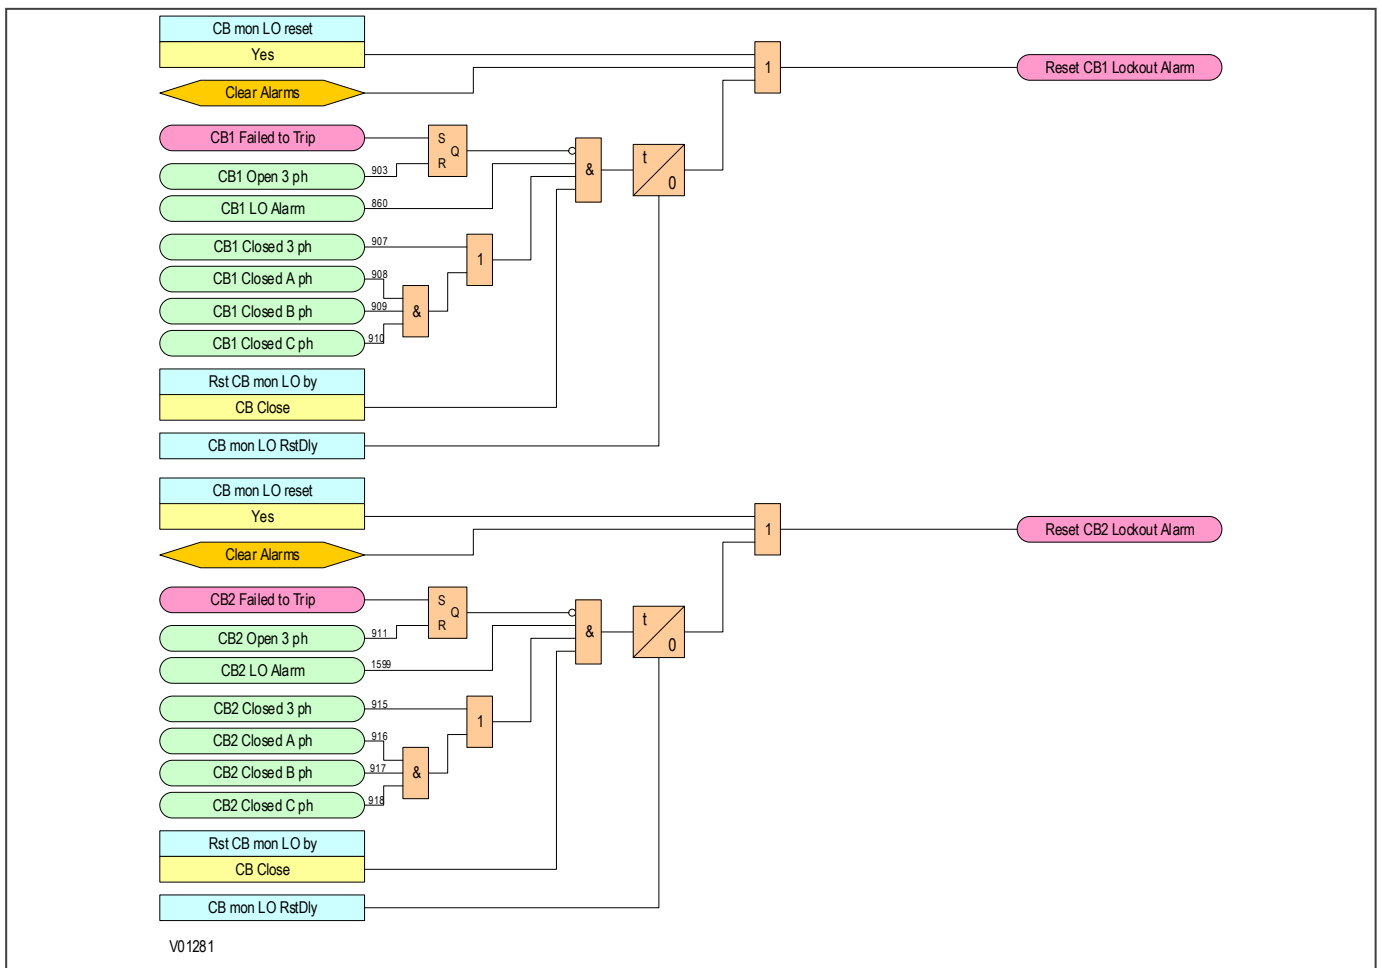 CB mon LO reset
Yes
1
Reset CB1 Lockout Alarm
Clear Alarms
CB1 Failed to Trip
S
Q
R
CB1 Open 3 ph
903
&
t
0
CB1 LO Alarm
860
CB1 Closed 3 ph
907
1
CB1 Closed A ph
908
CB1 Closed B ph
909
&
CB1 Closed C ph
910
Rst CB mon LO by
CB Close
CB mon LO RstDly
CB mon LO reset
Yes
1
Reset CB2 Lockout Alarm
Clear Alarms
CB2 Failed to Trip
S
Q
R
CB2 Open 3 ph
911
&
t
0
CB2 LO Alarm
1599
CB2 Closed 3 ph
915
1
CB2 Closed A ph
916
CB2 Closed B ph
917
&
CB2 Closed C ph
918
Rst CB mon LO by
CB Close
CB mon LO RstDly
V01281